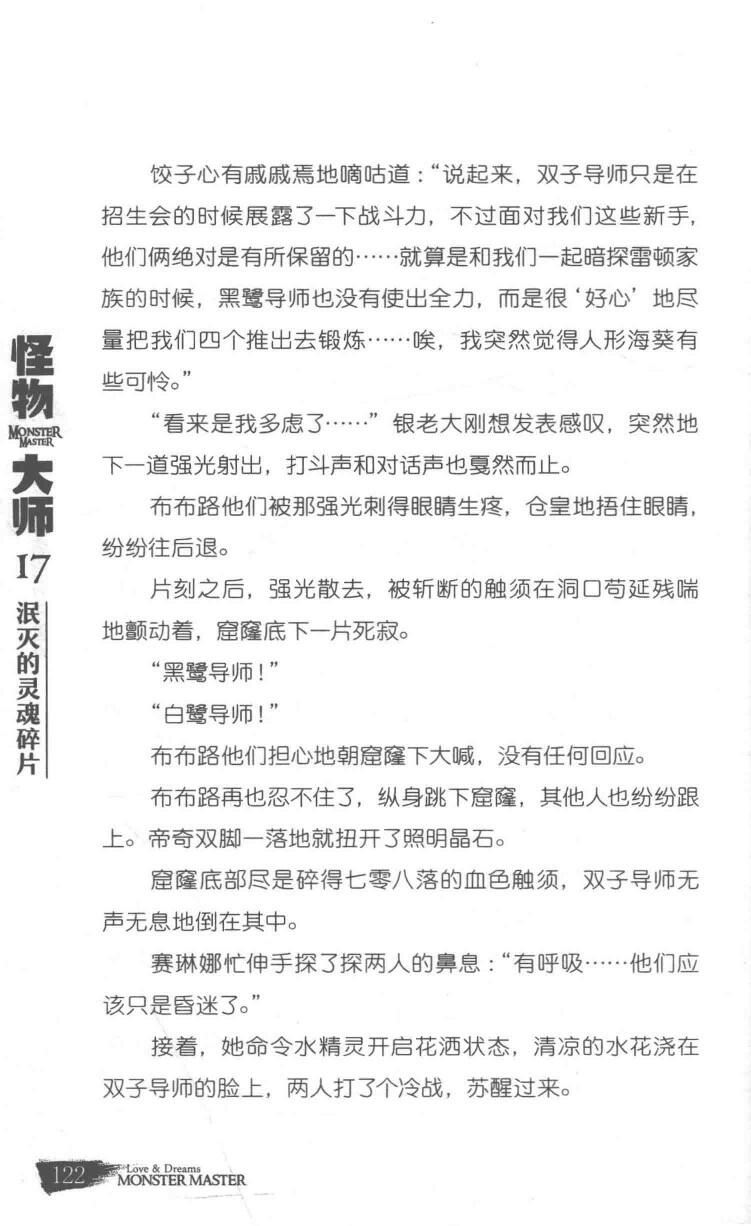 饺子心有戚戚焉地嘀咕道：“说起来，双子导师只是在
招生会的时候展露了一下战斗力，不过面对我们这些新手，
他们俩绝对是有所保留的……就算是和我们一起暗探雷顿家
族的时候，黑鹭导师也没有使出全力，而是很‘好心’地尽
量把我们四个推出去锻炼……唉，我突然觉得人形海葵有
些可怜。”
“看来是我多虑了……”银老大刚想发表感叹，突然地
下一道强光射出，打斗声和对话声也戛然而止。
布布路他们被那强光刺得眼睛生疼，仓皇地捂住眼睛，
纷纷往后退。
片刻之后，强光散去，被斩断的触须在洞口苟延残喘
地颤动着，窟窿底下一片死寂。
“黑鹭导师！”
“白鹭导师！”
布布路他们担心地朝窟窿下大喊，没有任何回应。
布布路再也忍不住了，纵身跳下窟窿，其他人也纷纷跟
上。帝奇双脚一落地就扭开了照明晶石。
窟窿底部尽是碎得七零八落的血色触须，双子导师无
声无息地倒在其中。
赛琳娜忙伸手探了探两人的鼻息：“有呼吸……他们应
该只是昏迷了。”
接着，她命令水精灵开启花洒状态，清凉的水花浇在
双子导师的脸上，两人打了个冷战，苏醒过来。
怪物
MONSTER
MASTER
大师
17
泯灭的灵魂碎片
122
Love & Dreams
MONSTER MASTER